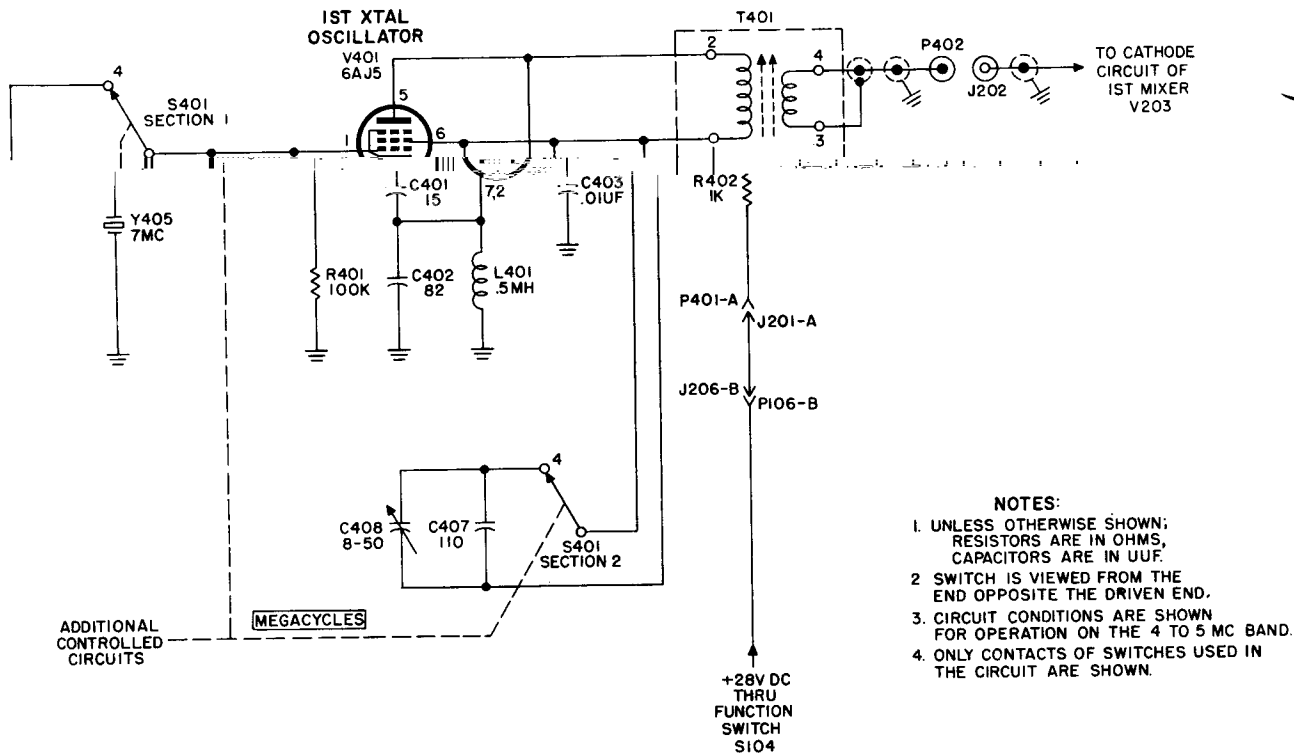 IST XTAL
OSCILLATOR
V401
6AJ5
5
6
1
7,2
4
S401
SECTION 1
T401
2
1
4
3
P402
J202
TO CATHODE
CIRCUIT OF
IST MIXER
V203
Y405
7MC
R401
100K
C401
15
C402
82
L401
.5MH
C403
.01UF
R402
1K
P401-A
J201-A
J206-B
P106-B
4
C408
8-50
C407
110
S401
SECTION 2
MEGACYCLES
ADDITIONAL
CONTROLLED
CIRCUITS
+28V DC
THRU
FUNCTION
SWITCH
S104
NOTES:
1. UNLESS OTHERWISE SHOWN;
RESISTORS ARE IN OHMS,
CAPACITORS ARE IN UUF.
2 SWITCH IS VIEWED FROM THE
END OPPOSITE THE DRIVEN END.
3. CIRCUIT CONDITIONS ARE SHOWN
FOR OPERATION ON THE 4 TO 5 MC BAND.
4. ONLY CONTACTS OF SWITCHES USED IN
THE CIRCUIT ARE SHOWN.